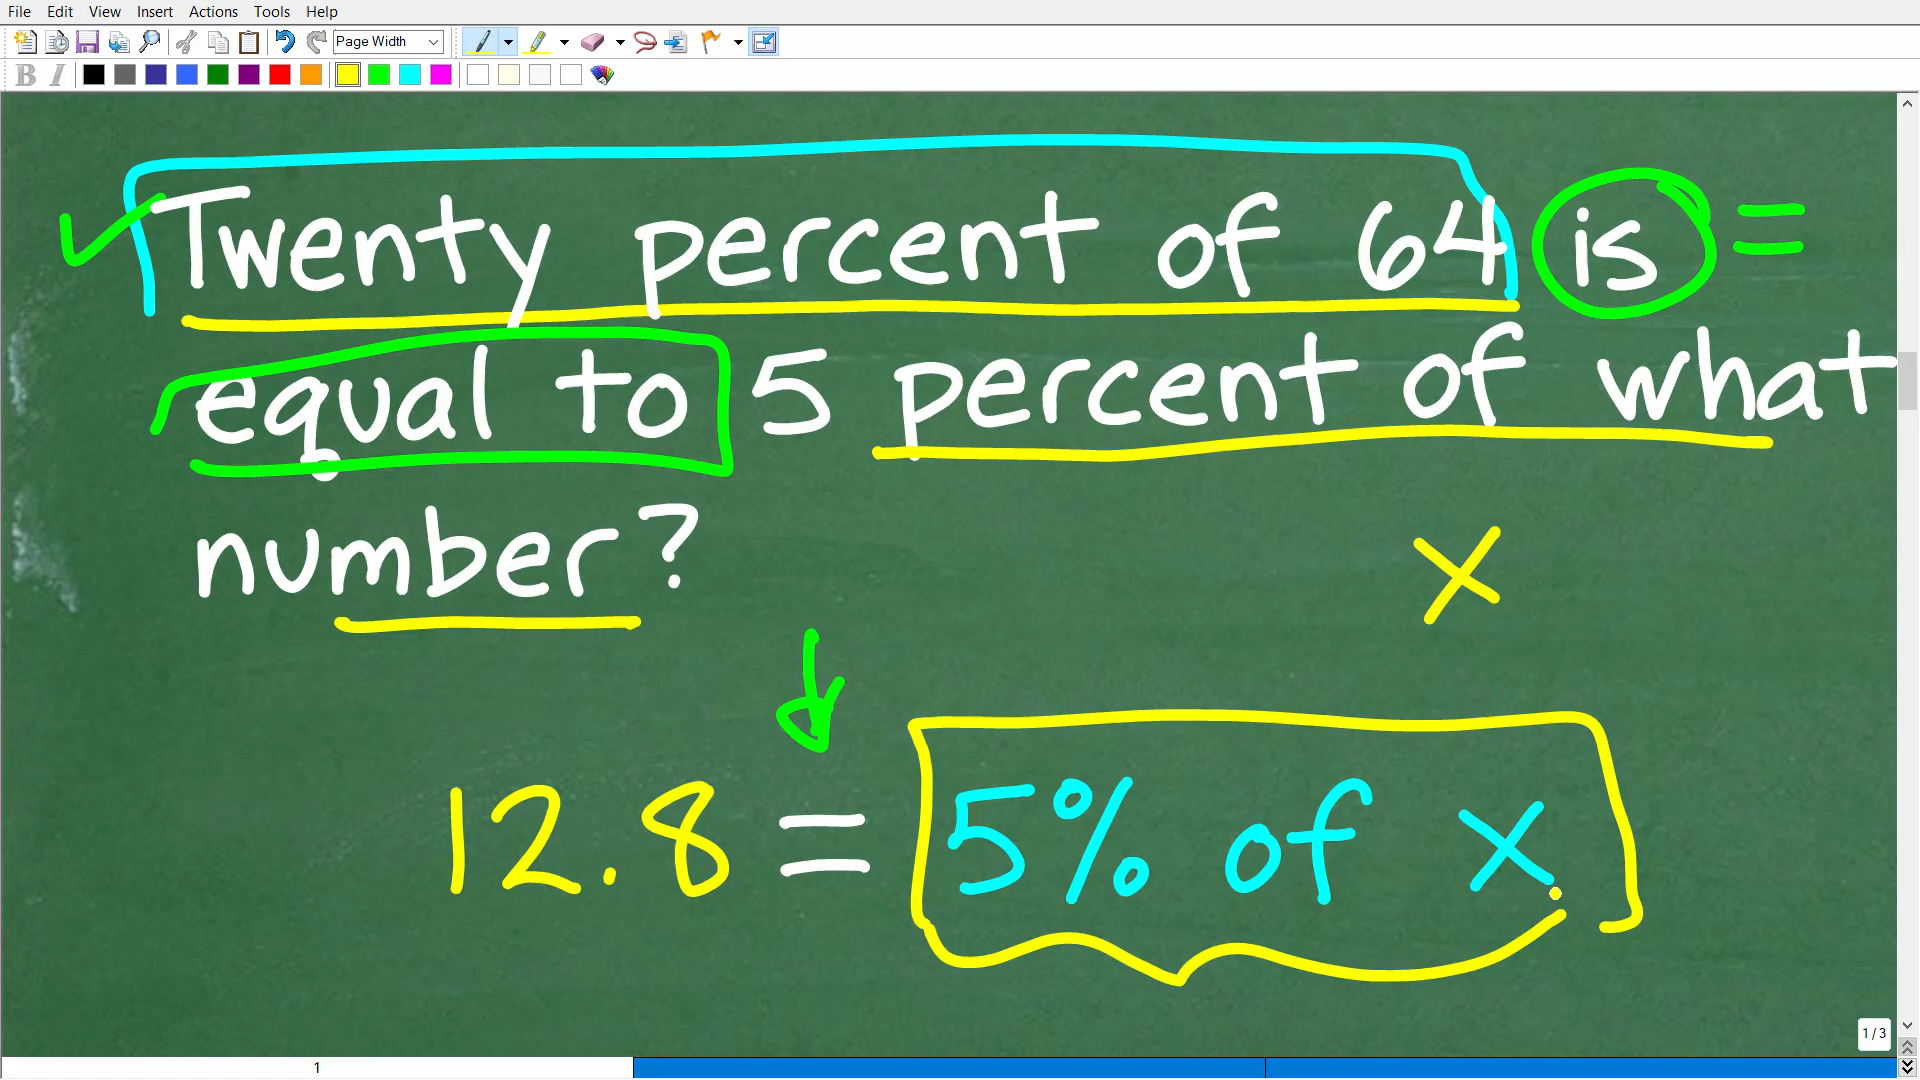 File Edit View Insert Actions Tools Help
Page Width
B I
Twenty percent of 64 is =
equal to 5 percent of what
number?
x
12.8 = 5% of x
1/3
1